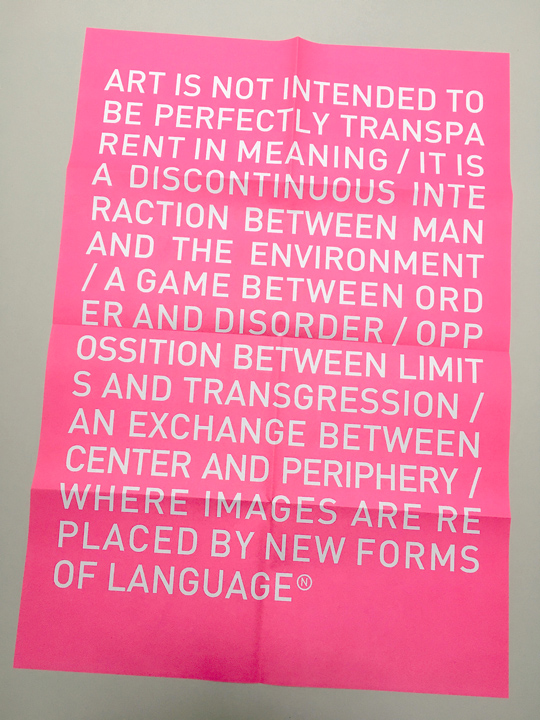 ART IS NOT INTENDED TO
BE PERFECTLY TRANSPA
RENT IN MEANING / IT IS
A DISCONTINUOUS INTE
RACTION BETWEEN MAN
AND THE ENVIRONMENT
/ A GAME BETWEEN ORD
ER AND DISORDER / OPP
OSSITION BETWEEN LIMIT
S AND TRANSGRESSION /
AN EXCHANGE BETWEEN
CENTER AND PERIPHERY /
WHERE IMAGES ARE RE
PLACED BY NEW FORMS
OF LANGUAGE Ⓝ